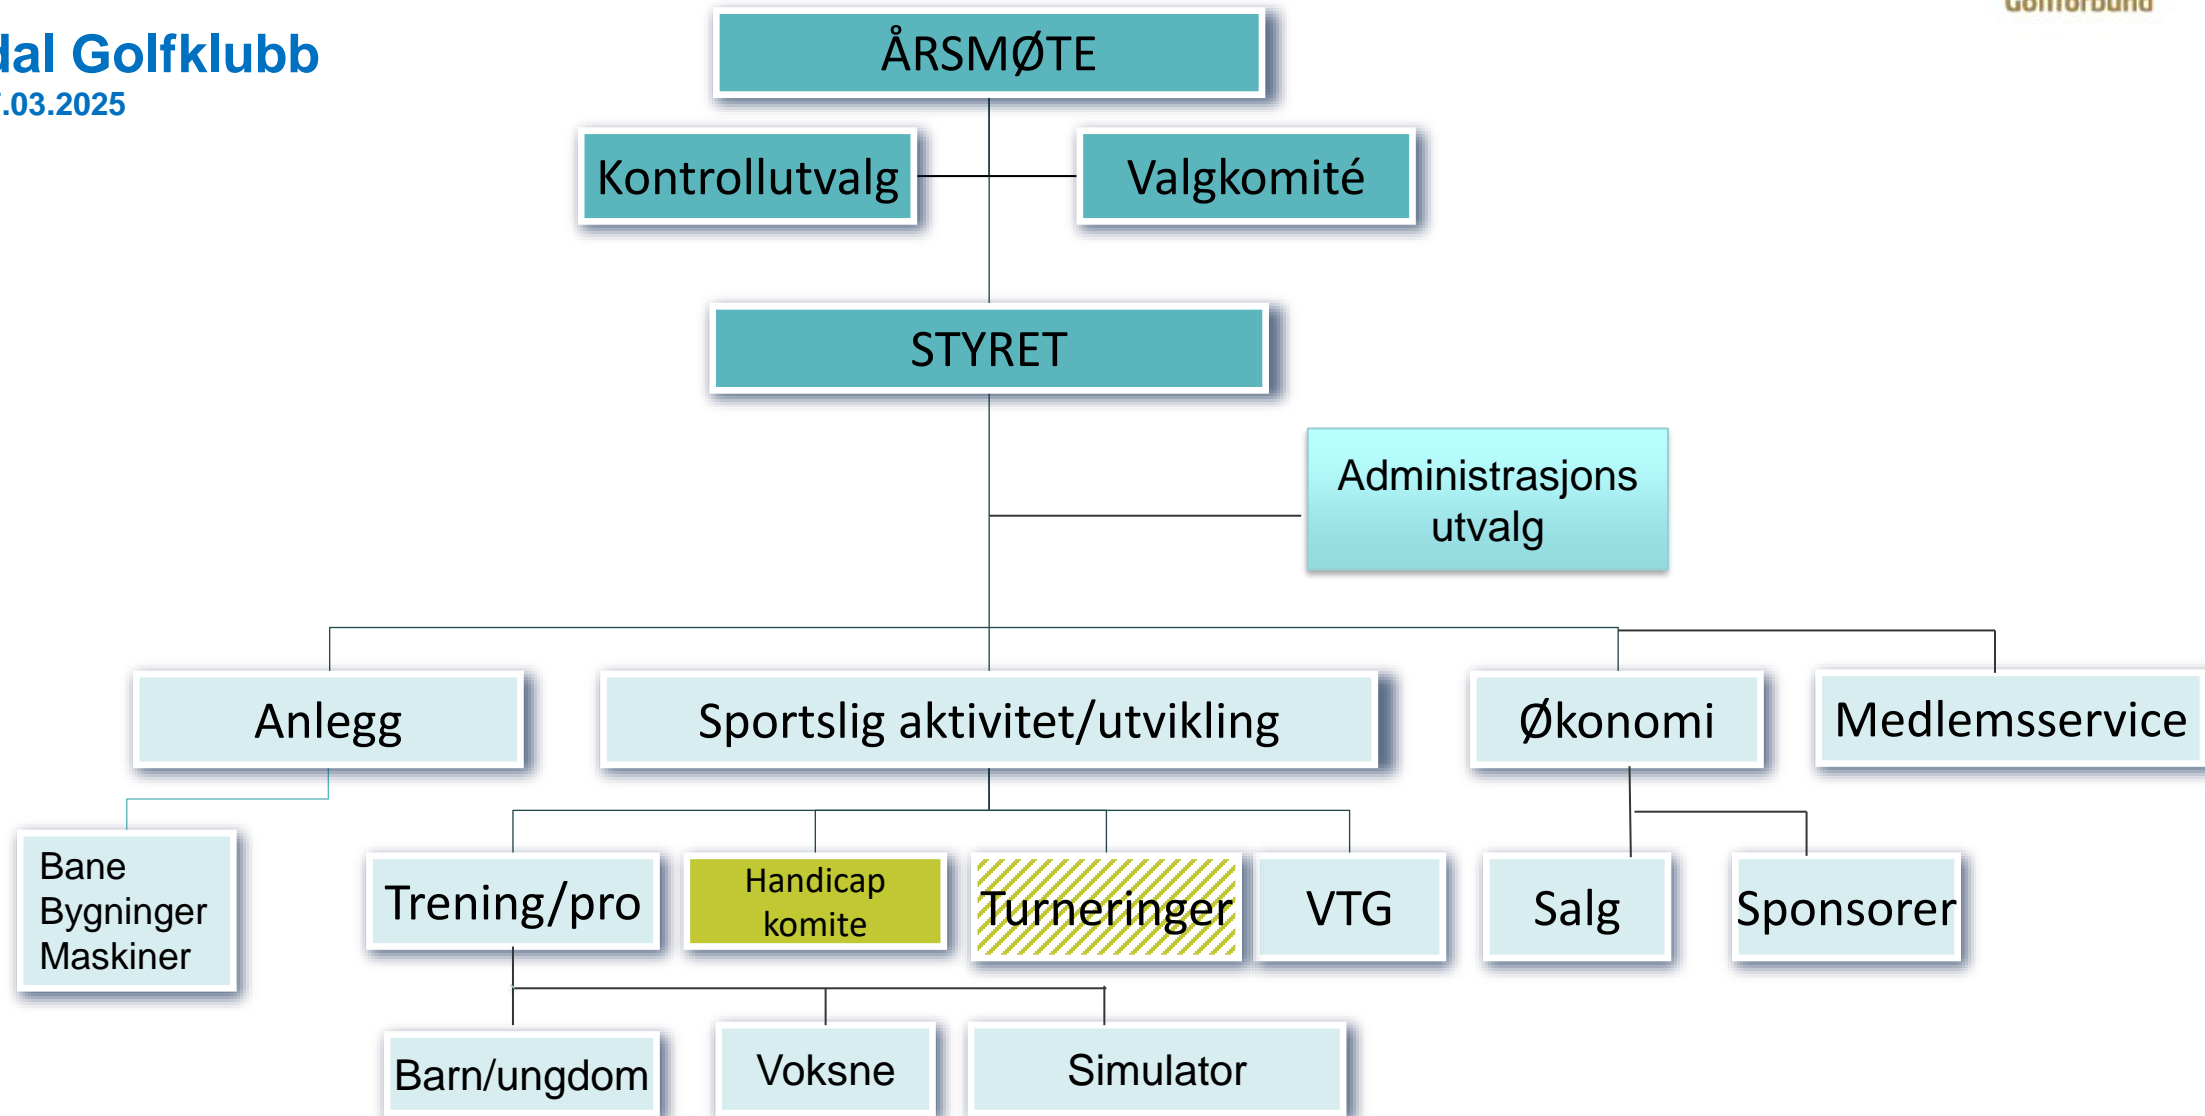 Golfforbund
dal Golfklubb
.03.2025
ÅRSMØTE
Kontrollutvalg
Valgkomité
STYRET
Administrasjons
utvalg
Anlegg
Sportslig aktivitet/utvikling
Økonomi
Medlemsservice
Bane
Bygninger
Maskiner
Trening/pro
Handicap
komite
Turneringer
VTG
Salg
Sponsorer
Barn/ungdom
Voksne
Simulator